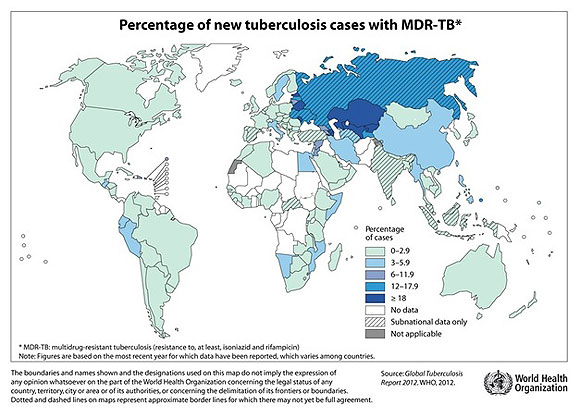 Percentage of new tuberculosis cases with MDR-TB*
Percentage
of cases
0–2.9
3–5.9
6–11.9
12–17.9
≥ 18
No data
Subnational data only
Not applicable
* MDR-TB: multidrug-resistant tuberculosis (resistance to, at least, isoniazid and rifampicin)
Note: Figures are based on the most recent year for which data have been reported, which varies among countries.
The boundaries and names shown and the designations used on this map do not imply the expression of
any opinion whatsoever on the part of the World Health Organization concerning the legal status of any
country, territory, city or area or of its authorities, or concerning the delimitation of its frontiers or boundaries.
Dotted and dashed lines on maps represent approximate border lines for which there may not yet be full agreement.
Source: Global Tuberculosis
Report 2012. WHO, 2012.
World Health
Organization